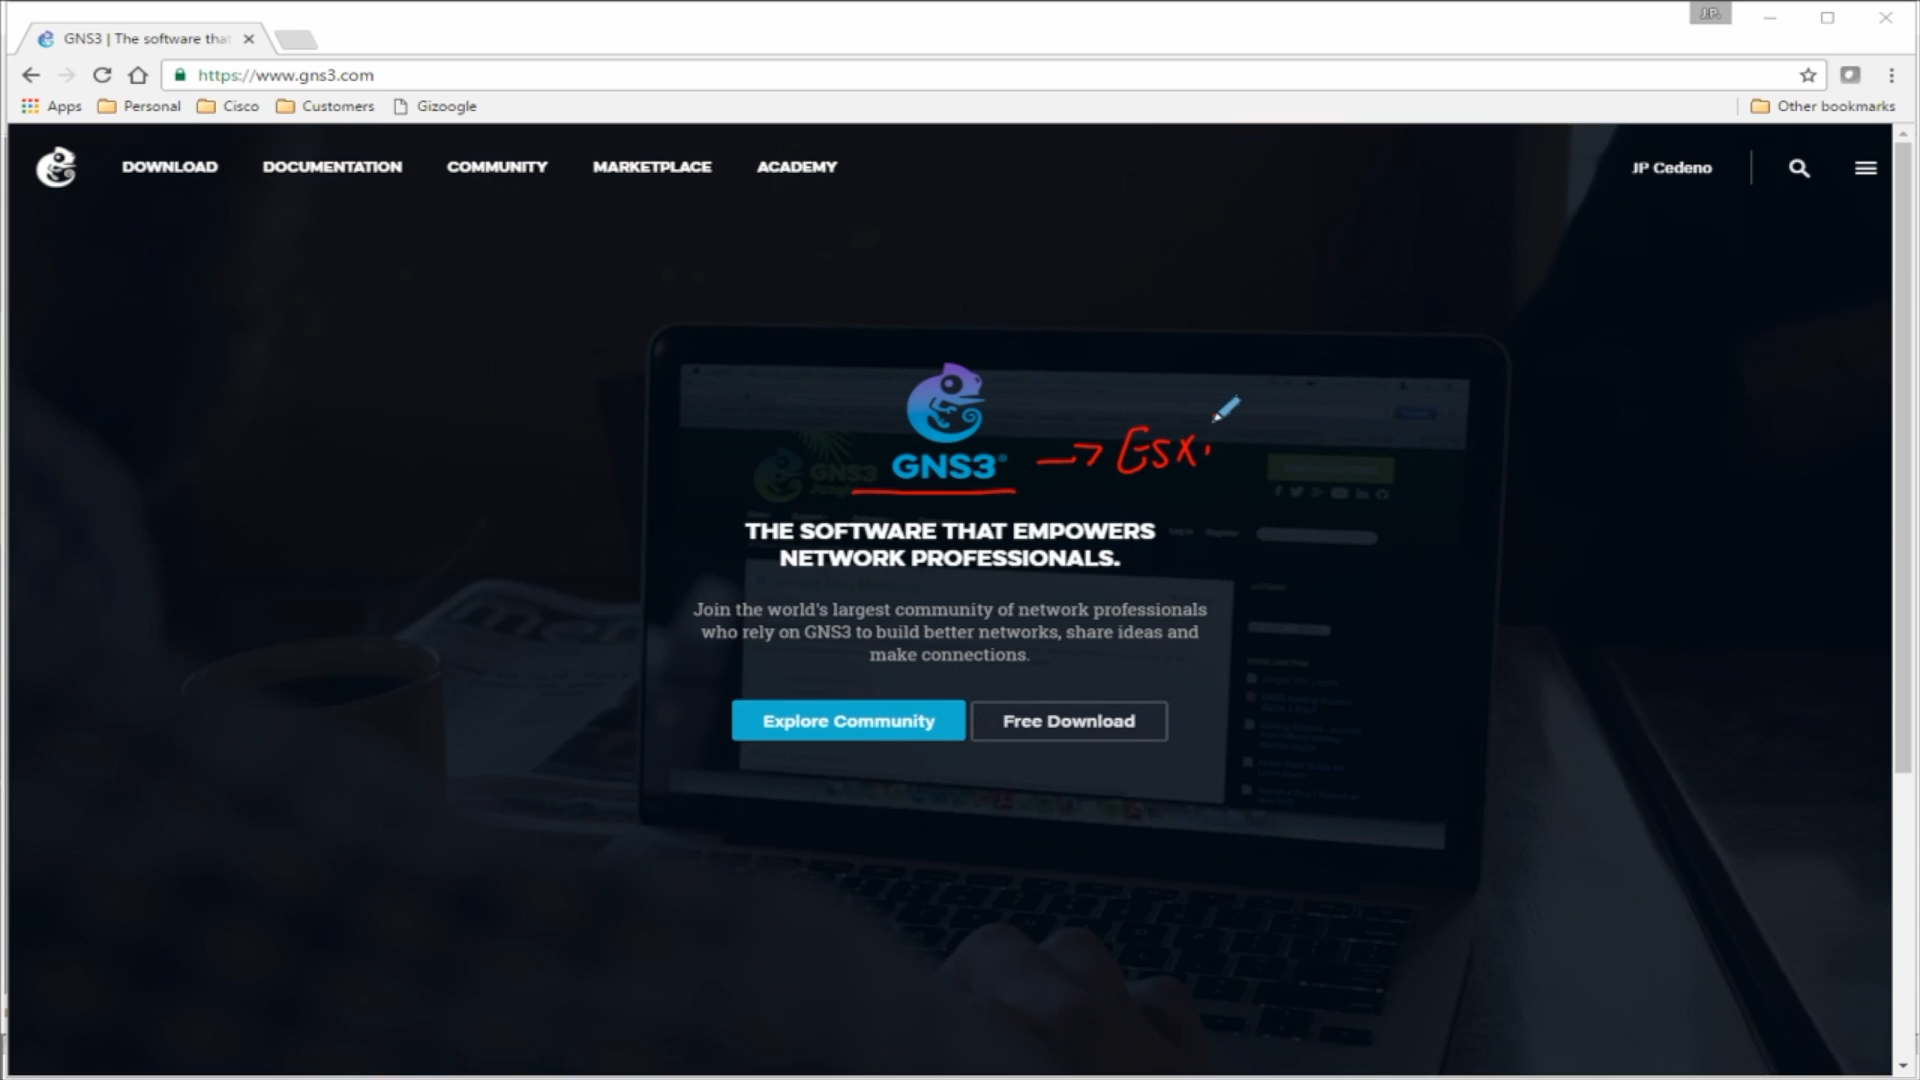 J.P.
GNS3 | The software that
https://www.gns3.com
Apps Personal Cisco Customers Gizoogle Other bookmarks
DOWNLOAD DOCUMENTATION COMMUNITY MARKETPLACE ACADEMY JP Cedeno
GNS3 → ESXi
THE SOFTWARE THAT EMPOWERS
NETWORK PROFESSIONALS.
Join the world's largest community of network professionals
who rely on GNS3 to build better networks, share ideas and
make connections.
Explore Community Free Download
GNS3